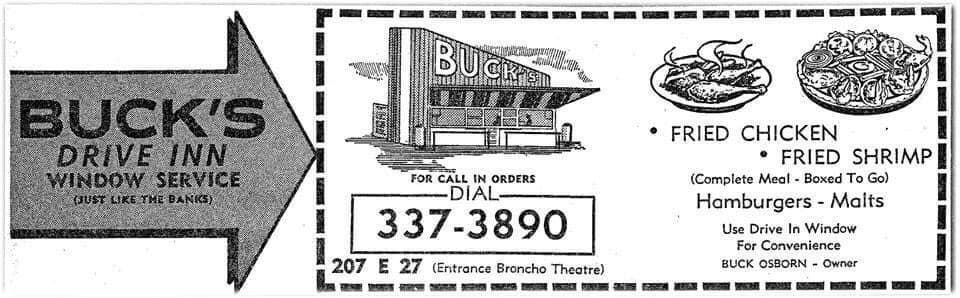 BUCK'S
DRIVE INN
WINDOW SERVICE
(JUST LIKE THE BANKS)
BUCK'S
FOR CALL IN ORDERS
DIAL
337-3890
207 E 27 (Entrance Broncho Theatre)
• FRIED CHICKEN
• FRIED SHRIMP
(Complete Meal - Boxed To Go)
Hamburgers - Malts
Use Drive In Window
For Convenience
BUCK OSBORN - Owner